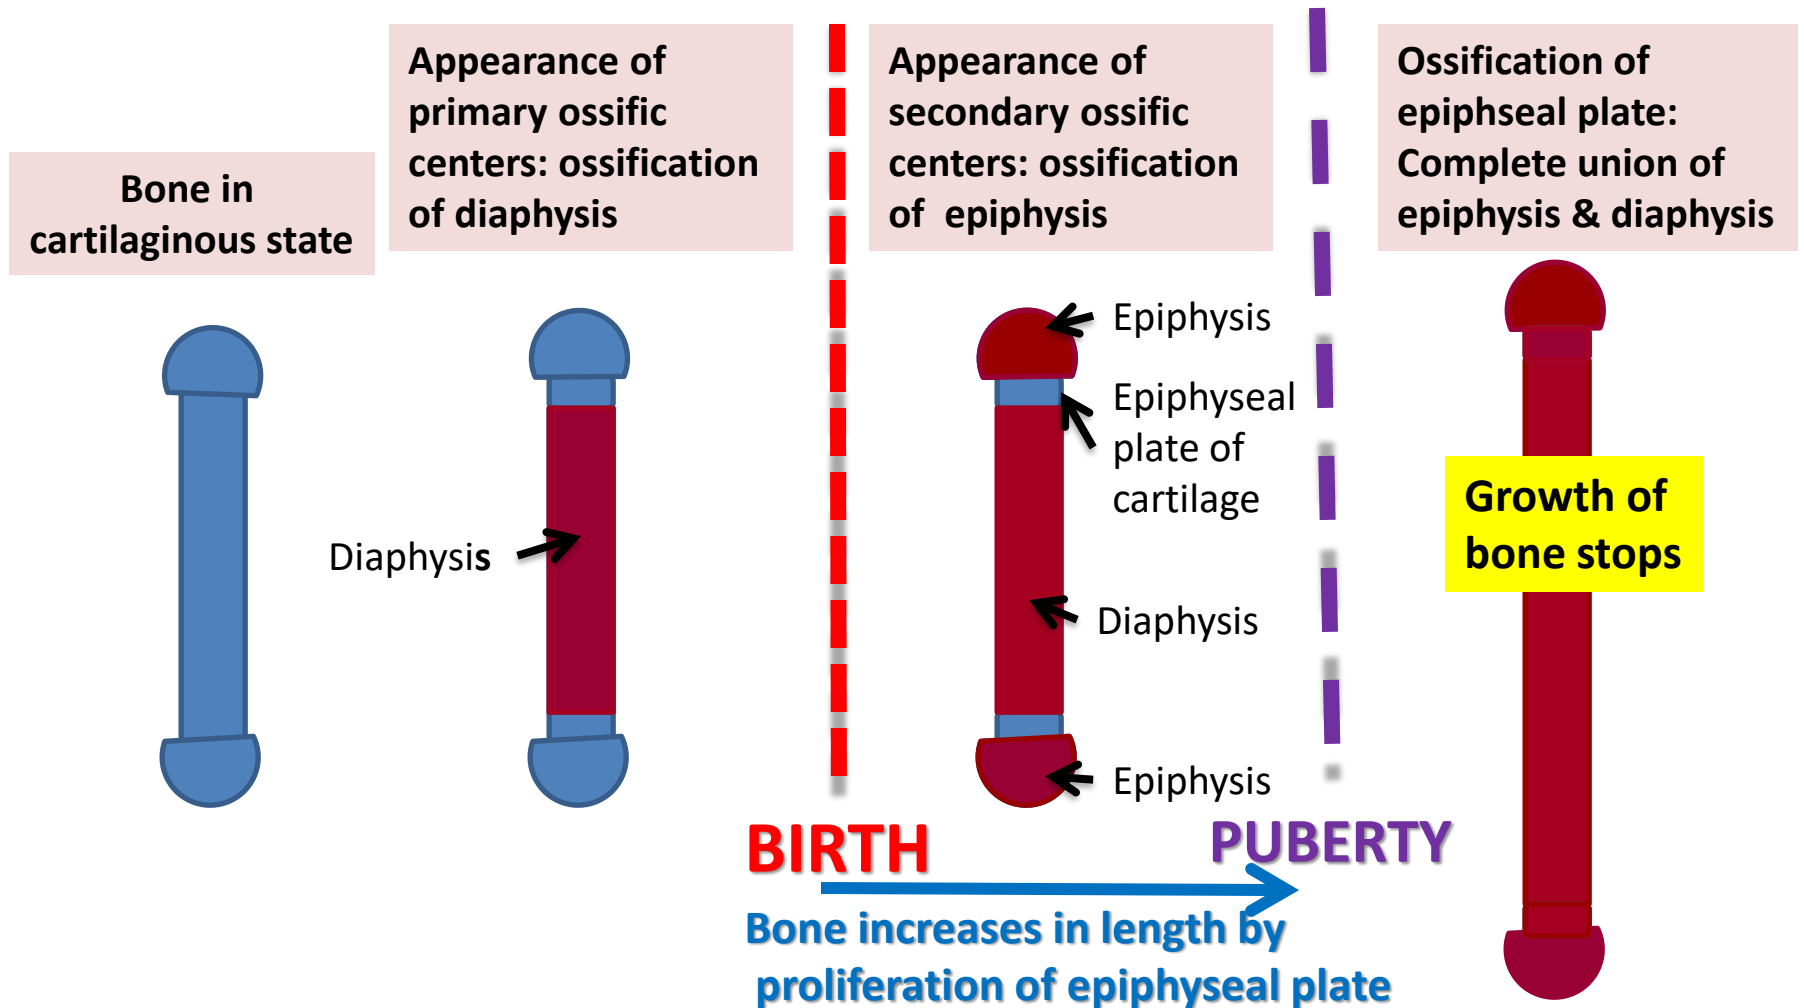 Bone in
cartilaginous state
Appearance of
primary ossific
centers: ossification
of diaphysis
Appearance of
secondary ossific
centers: ossification
of epiphysis
Ossification of
epiphseal plate:
Complete union of
epiphysis & diaphysis
Diaphysis
Epiphysis
Epiphyseal
plate of
cartilage
Diaphysis
Epiphysis
Growth of
bone stops
BIRTH
PUBERTY
Bone increases in length by
proliferation of epiphyseal plate